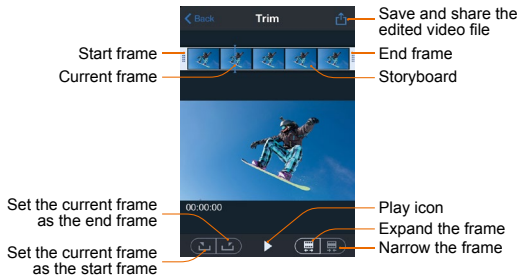 Back
Trim
Save and share the
edited video file
Start frame
End frame
Current frame
Storyboard
00:00:00
Set the current frame
as the end frame
Play icon
Expand the frame
Set the current frame
as the start frame
Narrow the frame